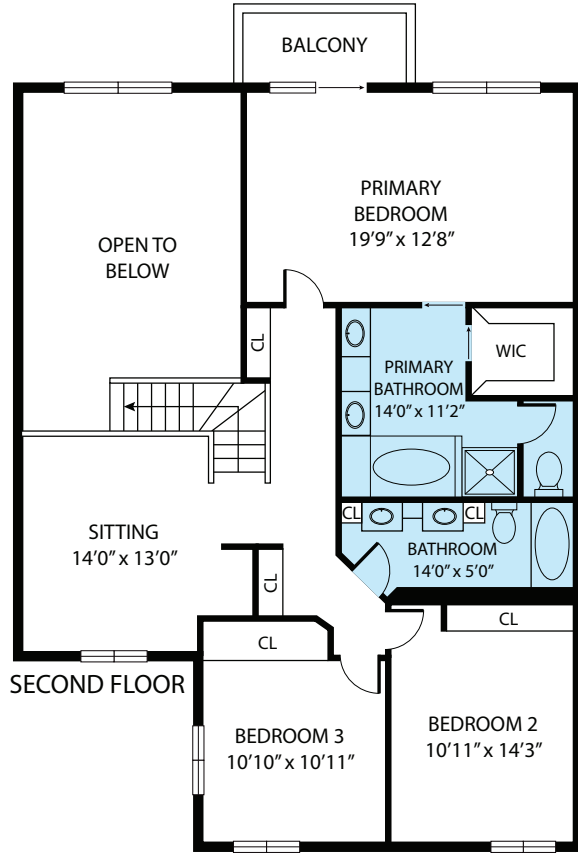 BALCONY
PRIMARY
BEDROOM
19’9” x 12’8”
OPEN TO
BELOW
CL
WIC
PRIMARY
BATHROOM
14’0” x 11’2”
SITTING
14’0” x 13’0”
CL
CL
BATHROOM
14’0” x 5’0”
CL
CL
CL
SECOND FLOOR
BEDROOM 3
10’10” x 10’11”
BEDROOM 2
10’11” x 14’3”